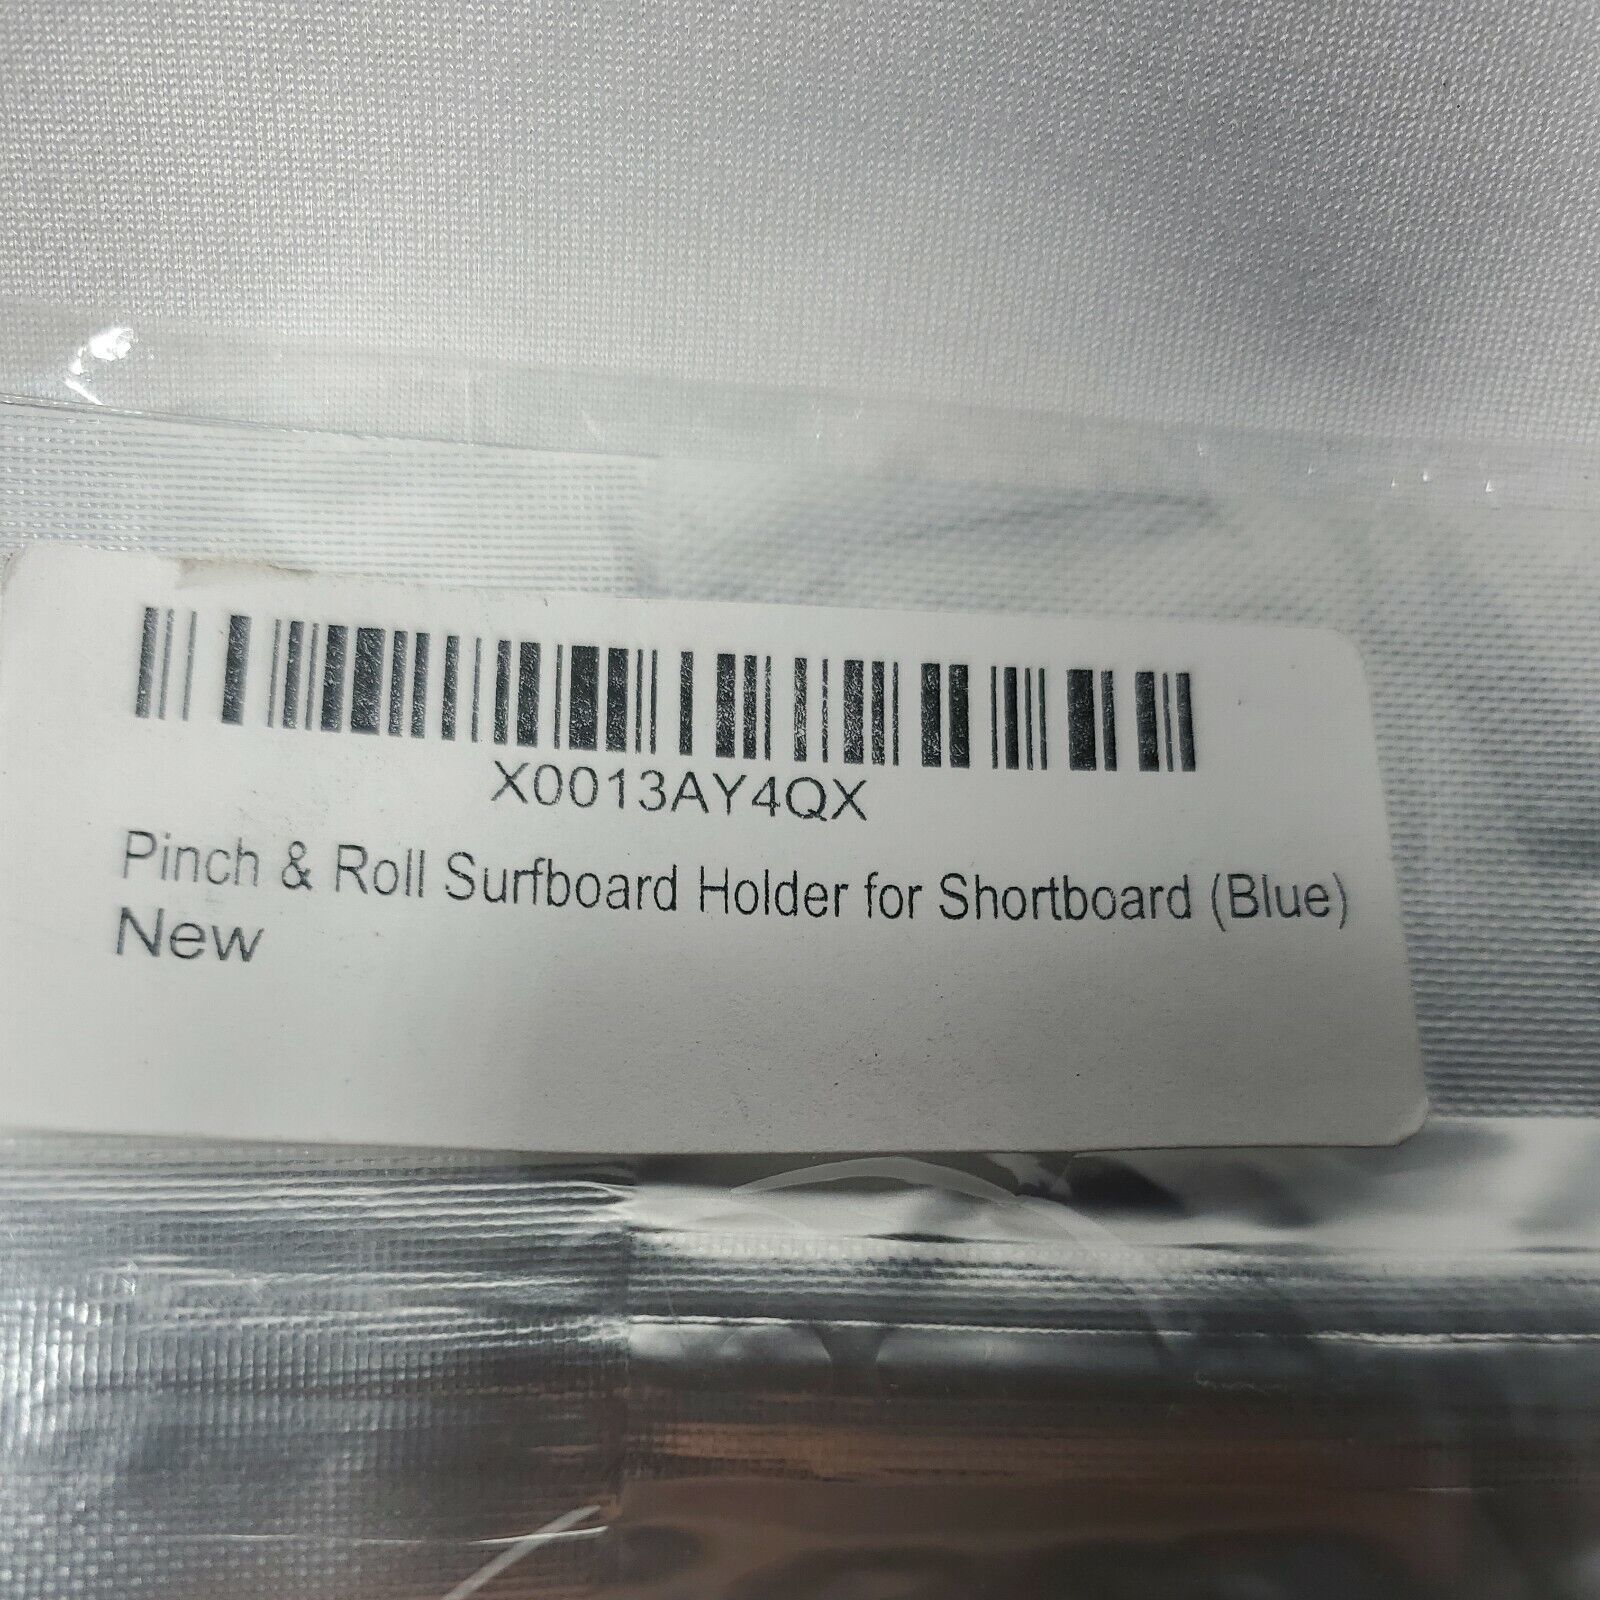 X0013AY4QX
Pinch & Roll Surfboard Holder for Shortboard (Blue)
New